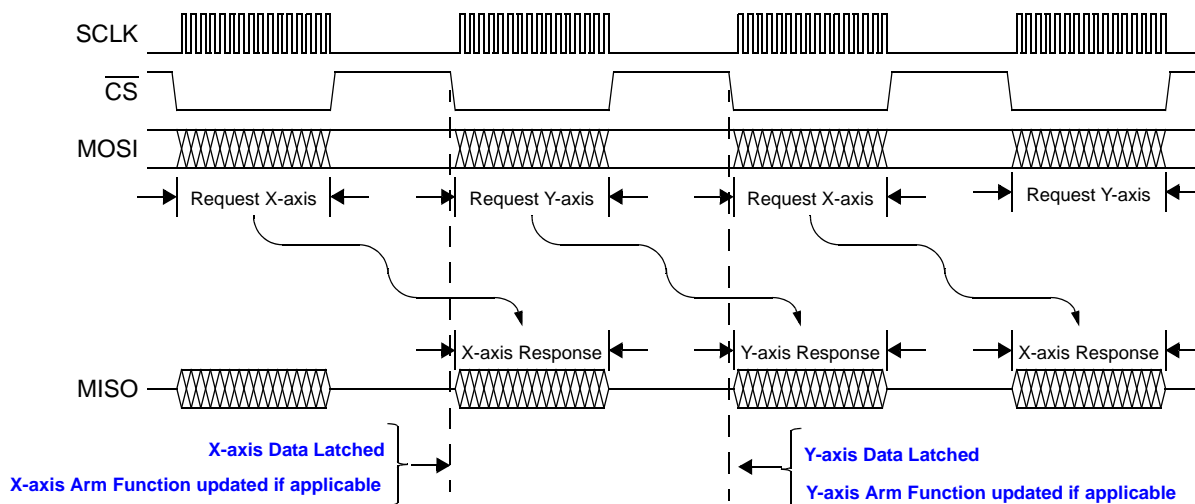 SCLK
CS
MOSI
Request X-axis
Request Y-axis
Request X-axis
Request Y-axis
X-axis Response
Y-axis Response
X-axis Response
MISO
X-axis Data Latched
X-axis Arm Function updated if applicable
Y-axis Data Latched
Y-axis Arm Function updated if applicable